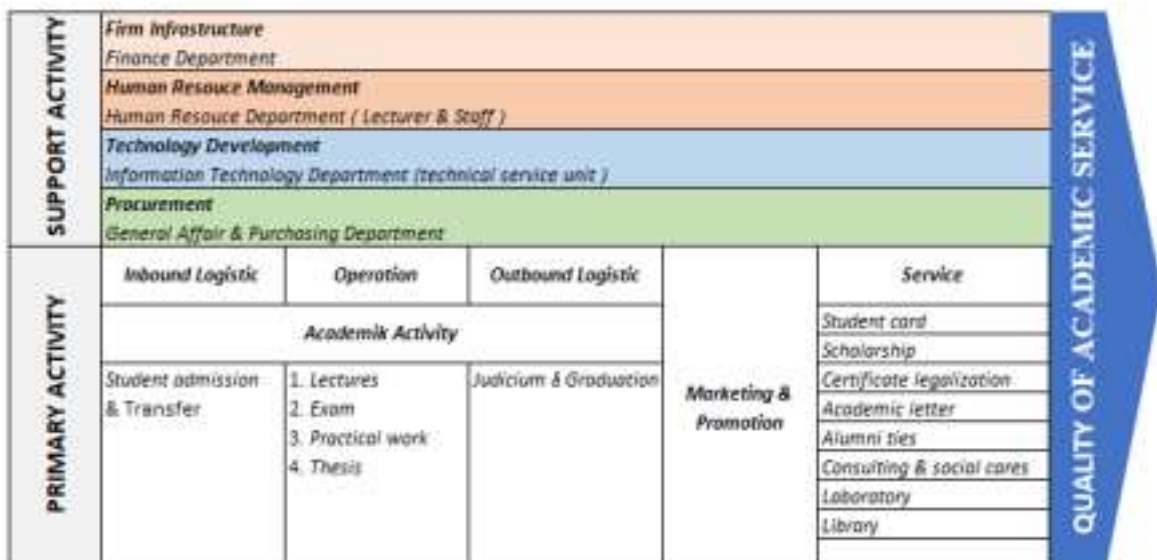 SUPPORT ACTIVITY
Firm Infrastructure
Finance Department
Human Resouce Management
Human Resouce Department ( Lecturer & Staff )
Technology Development
Information Technology Department (technical service unit )
Procurement
General Affair & Purchasing Department
PRIMARY ACTIVITY
Inbound Logistic
Operation
Outbound Logistic
Academik Activity
Student admission
& Transfer
1. Lectures
2. Exam
3. Practical work
4. Thesis
Judicium & Graduation
Marketing &
Promotion
Service
Student card
Scholarship
Certificate legalization
Academic letter
Alumni ties
Consulting & social cares
Laboratory
Library
QUALITY OF ACADEMIC SERVICE